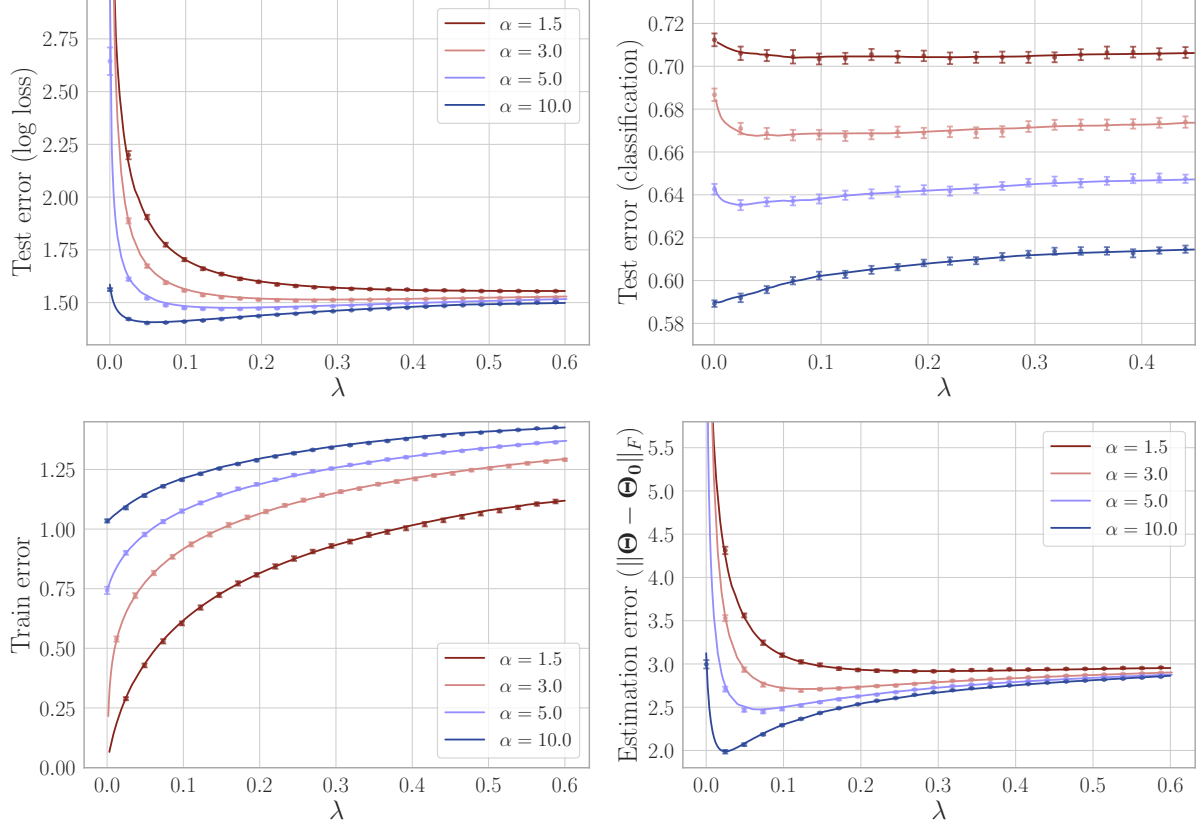 Test error (log loss)
2.75
2.50
2.25
2.00
1.75
1.50
0.0 0.1 0.2 0.3 0.4 0.5 0.6
λ
α = 1.5
α = 3.0
α = 5.0
α = 10.0
Test error (classification)
0.72
0.70
0.68
0.66
0.64
0.62
0.60
0.58
0.0 0.1 0.2 0.3 0.4
λ
Train error
1.25
1.00
0.75
0.50
0.25
0.00
0.0 0.1 0.2 0.3 0.4 0.5 0.6
λ
α = 1.5
α = 3.0
α = 5.0
α = 10.0
Estimation error (||Θ − Θ₀||_F)
5.5
5.0
4.5
4.0
3.5
3.0
2.5
2.0
0.0 0.1 0.2 0.3 0.4 0.5 0.6
λ
α = 1.5
α = 3.0
α = 5.0
α = 10.0